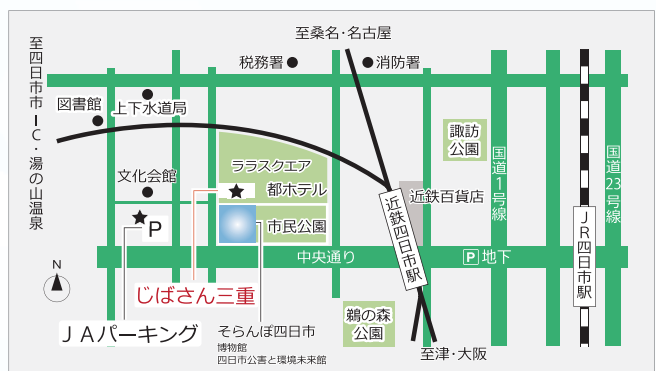 至桑名・名古屋
税務署
消防署
至四日市市IC・湯の山温泉
図書館
上下水道局
諏訪
公園
ララスクエア
国道1号線
国道23号線
文化会館
都ホテル
近鉄百貨店
P
市民公園
近鉄四日市駅
JR四日市駅
中央通り
P地下
じばさん三重
JAパーキング
そらんぽ四日市
博物館
四日市公害と環境未来館
鵜の森
公園
至津・大阪
N